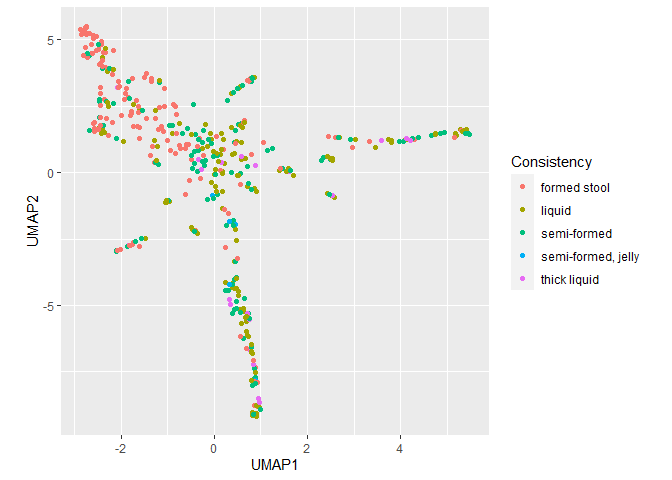 5
0
-5
UMAP2
-2
0
2
4
UMAP1
Consistency
formed stool
liquid
semi-formed
semi-formed, jelly
thick liquid